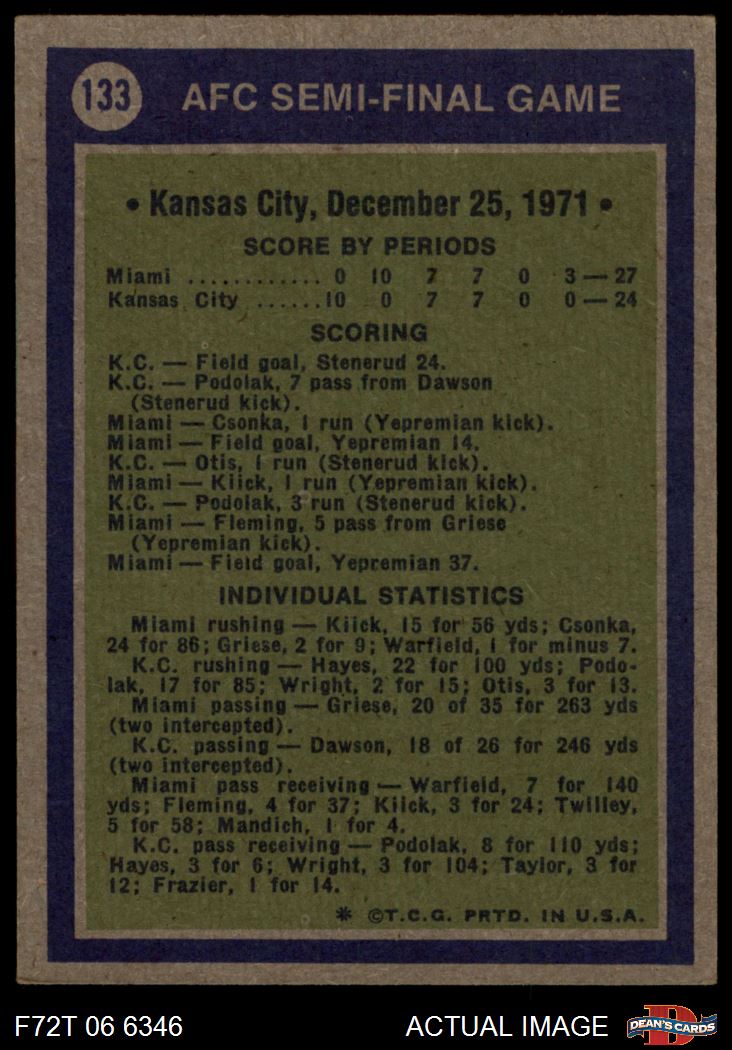 133 AFC SEMI-FINAL GAME
• Kansas City, December 25, 1971 •
SCORE BY PERIODS
Miami ............ 0 10 7 7 0 3 — 27
Kansas City ......10 0 7 7 0 0 — 24
SCORING
K.C. — Field goal, Stenerud 24.
K.C. — Podolak, 7 pass from Dawson
(Stenerud kick).
Miami — Csonka, 1 run (Yepremian kick).
Miami — Field goal, Yepremian 14.
K.C. — Otis, 1 run (Stenerud kick).
Miami — Kiick, 1 run (Yepremian kick).
K.C. — Podolak, 3 run (Stenerud kick).
Miami — Fleming, 5 pass from Griese
(Yepremian kick).
Miami — Field goal, Yepremian 37.
INDIVIDUAL STATISTICS
Miami rushing — Kiick, 15 for 56 yds; Csonka,
24 for 86; Griese, 2 for 9; Warfield, 1 for minus 7.
K.C. rushing — Hayes, 22 for 100 yds; Podo-
lak, 17 for 85; Wright, 2 for 15; Otis, 3 for 13.
Miami passing — Griese, 20 of 35 for 263 yds
(two intercepted).
K.C. passing — Dawson, 18 of 26 for 246 yds
(two intercepted).
Miami pass receiving — Warfield, 7 for 140
yds; Fleming, 4 for 37; Kiick, 3 for 24; Twilley,
5 for 58; Mandich, 1 for 4.
K.C. pass receiving — Podolak, 8 for 110 yds;
Hayes, 3 for 6; Wright, 3 for 104; Taylor, 3 for
12; Frazier, 1 for 14.
* ©T.C.G. PRTD. IN U.S.A.
F72T 06 6346 ACTUAL IMAGE D DEAN'S CARDS